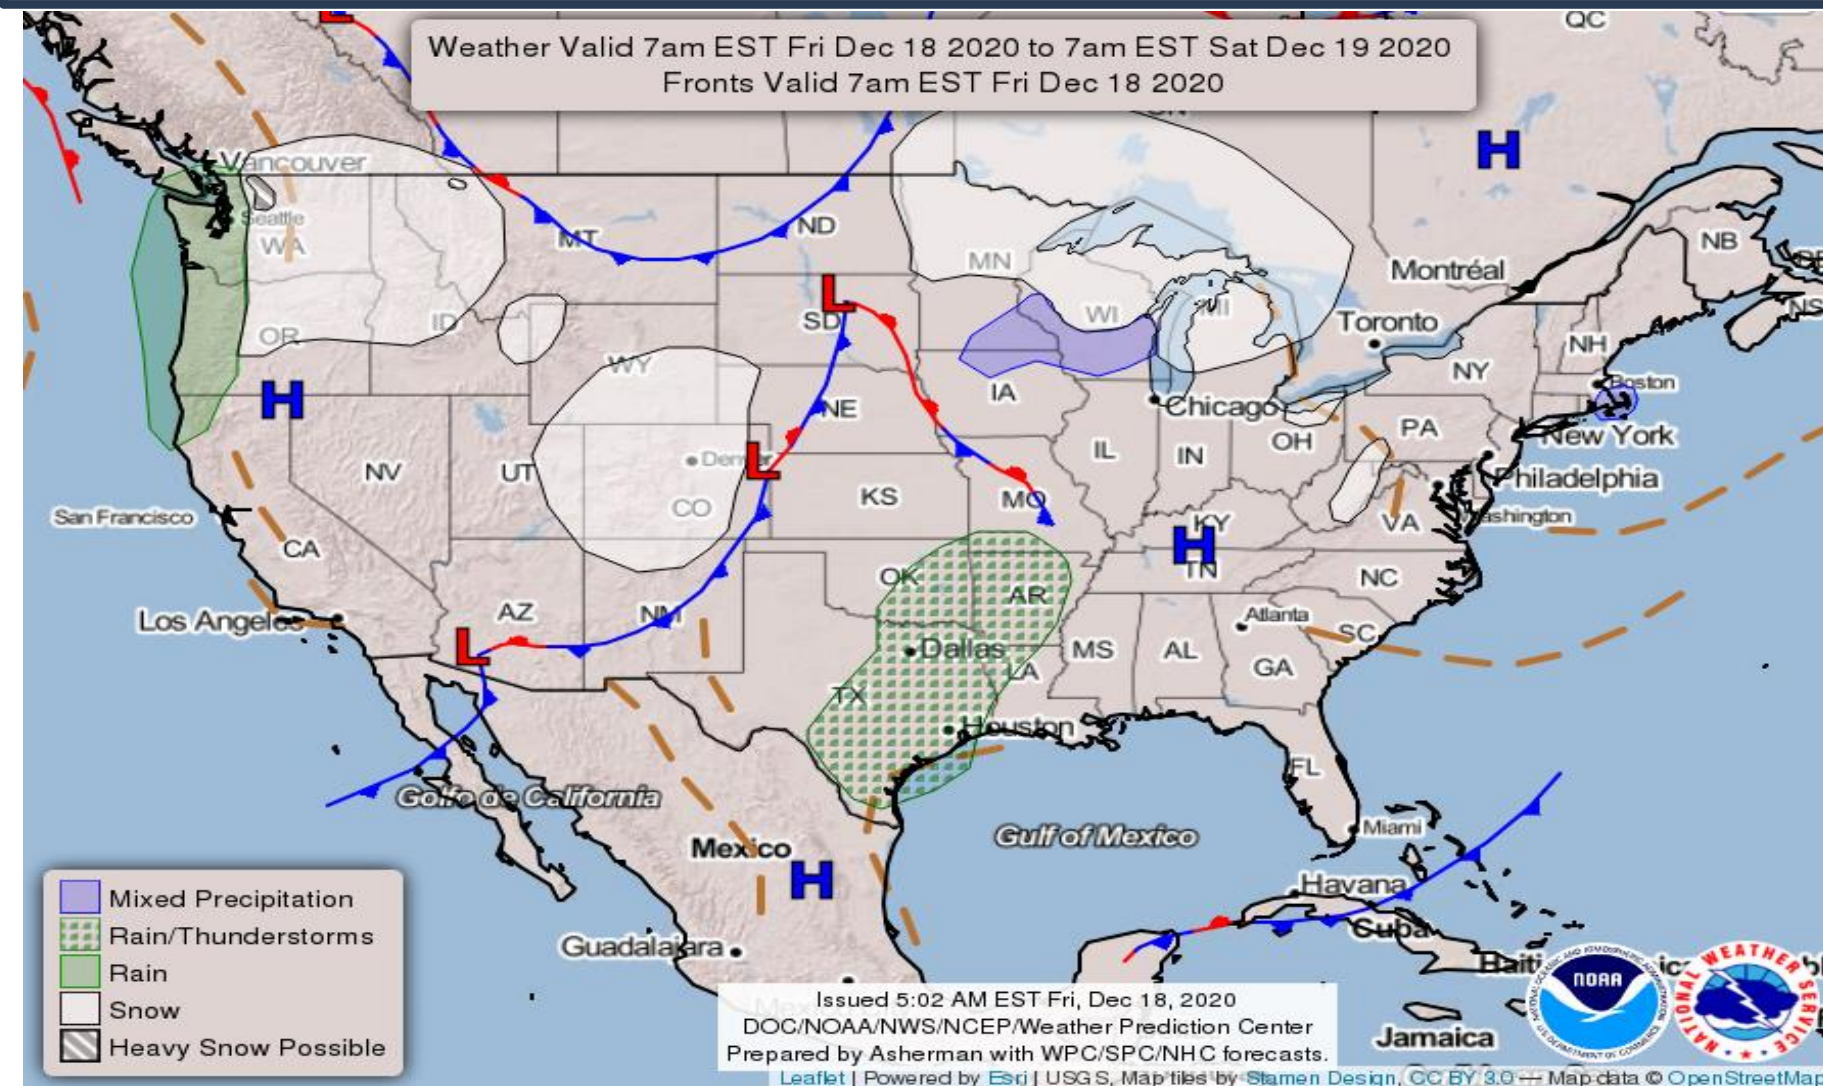 Weather Valid 7am EST Fri Dec 18 2020 to 7am EST Sat Dec 19 2020
Fronts Valid 7am EST Fri Dec 18 2020
QC
L
H
Vancouver
Seattle
WA
MT
ND
MN
NB
Montréal
L
SD
OR
ID
WI
MI
Toronto
NS
NH
WY
NY
H
IA
NE
Boston
Chicago
PA
New York
OH
L
Denver
NV
UT
IL
IN
KS
Philadelphia
CO
MO
San Francisco
KY
VA
Washington
CA
H
TN
OK
NC
AR
AZ
NM
Los Angeles
Atlanta
SC
L
Dallas
MS
AL
GA
LA
TX
Houston
FL
Golfo de California
Miami
Gulf of Mexico
Mexico
H
Havana
Cuba
Guadalajara
Haiti
Jamaica
Mixed Precipitation
Rain/Thunderstorms
Rain
Snow
Heavy Snow Possible
Issued 5:02 AM EST Fri, Dec 18, 2020
DOC/NOAA/NWS/NCEP/Weather Prediction Center
Prepared by Asherman with WPC/SPC/NHC forecasts.
NOAA
NATIONAL WEATHER SERVICE
Leaflet | Powered by Esri | USGS, Map tiles by Stamen Design, CC BY 3.0 — Map data © OpenStreetMap